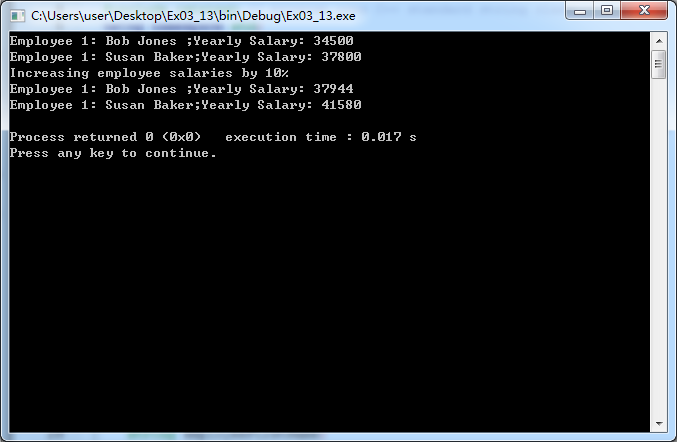 C:\Users\user\Desktop\Ex03_13\bin\Debug\Ex03_13.exe
Employee 1: Bob Jones ;Yearly Salary: 34500
Employee 1: Susan Baker;Yearly Salary: 37800
Increasing employee salaries by 10%
Employee 1: Bob Jones ;Yearly Salary: 37944
Employee 1: Susan Baker;Yearly Salary: 41580
Process returned 0 (0x0)   execution time : 0.017 s
Press any key to continue.